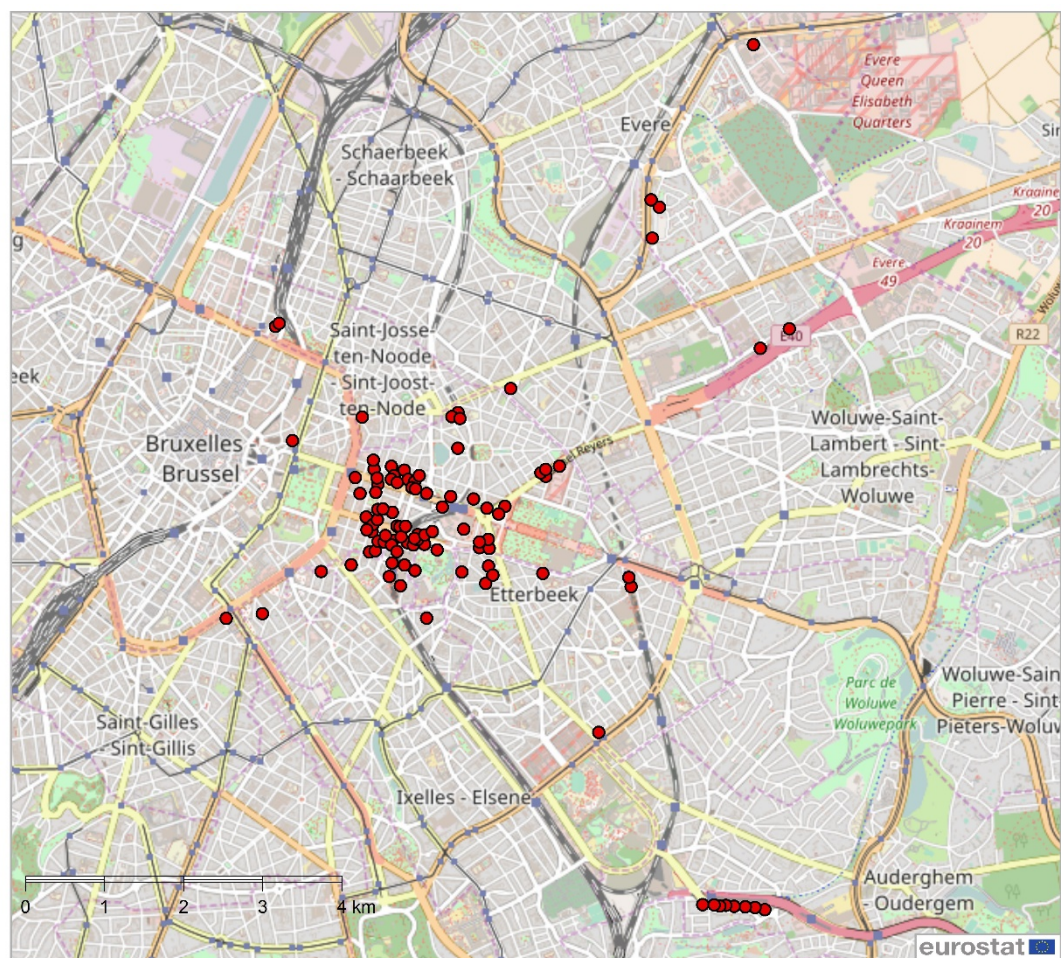 Evere
Queen
Elisabeth
Quarters
Evere
Schaerbeek
- Schaarbeek
Kraainem
20
20
Evere
49
E40
R22
Saint-Josse-
ten-Noode
- Sint-Joost-
ten-Node
Bruxelles
Brussel
Reyers
Woluwe-Saint-
Lambert - Sint-
Lambrechts-
Woluwe
Etterbeek
Parc de
Woluwe -
Woluwepark
Woluwe-Sain
Pierre - Sint
Pieters-Woluw
Saint-Gilles
- Sint-Gillis
Ixelles - Elsene
Auderghem
- Oudergem
0 1 2 3 4 km
eurostat